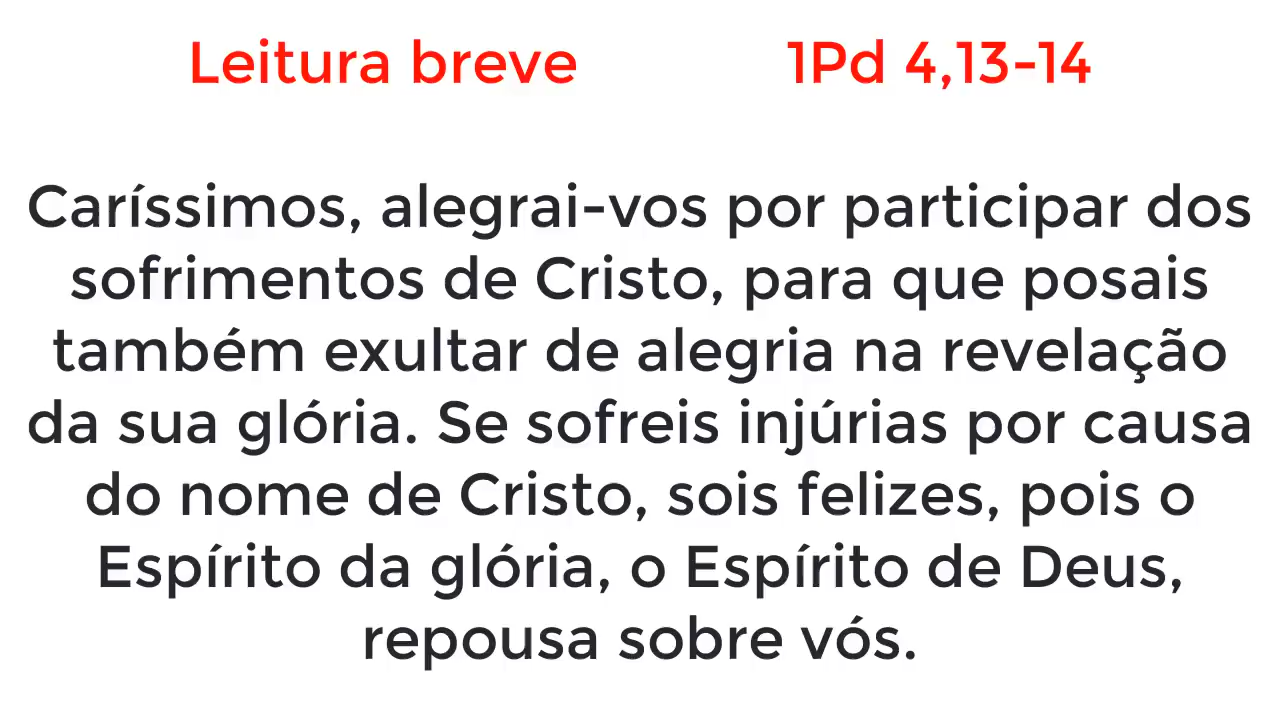 Leitura breve 1Pd 4,13-14
Caríssimos, alegrai-vos por participar dos
sofrimentos de Cristo, para que posais
também exultar de alegria na revelação
da sua glória. Se sofreis injúrias por causa
do nome de Cristo, sois felizes, pois o
Espírito da glória, o Espírito de Deus,
repousa sobre vós.